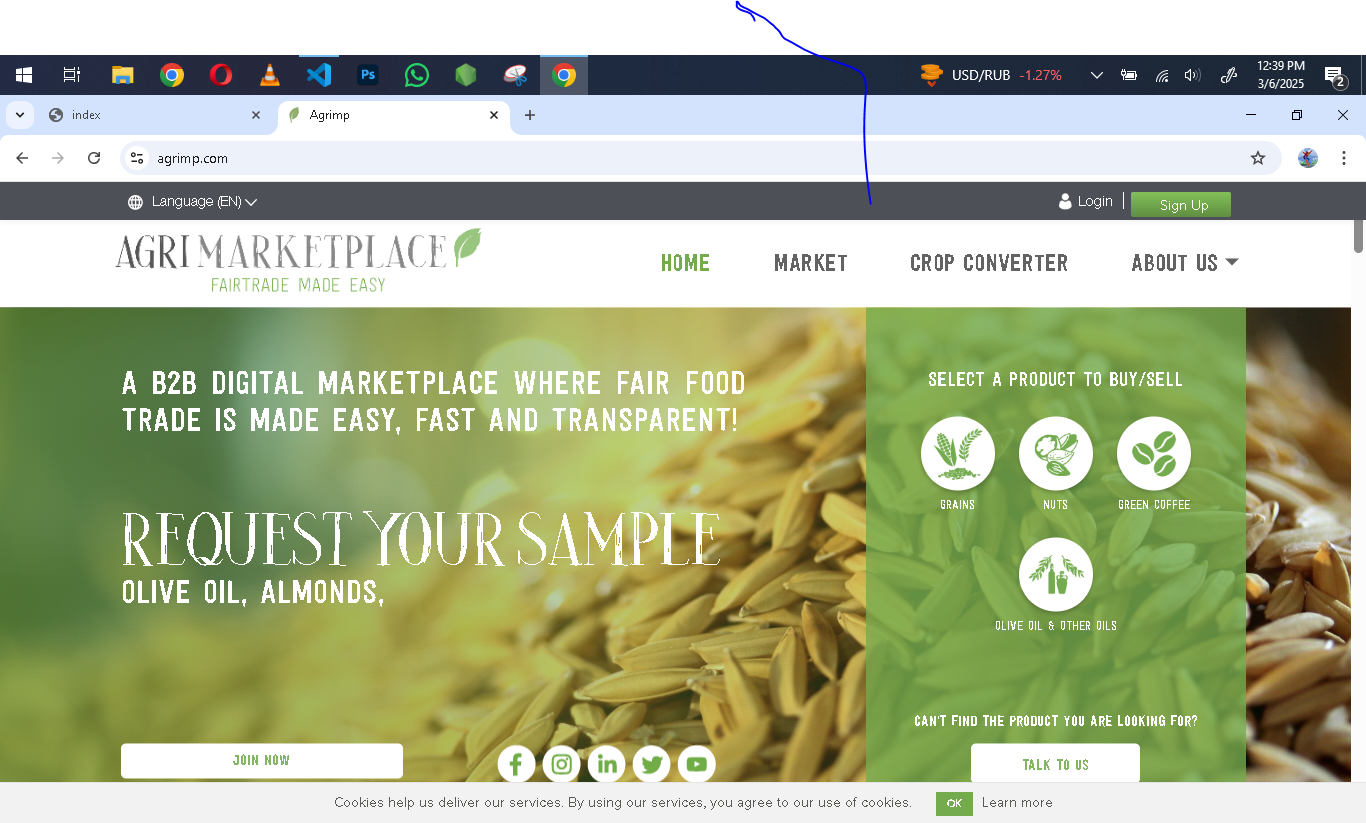 Ps
USD/RUB -1.27%
12:39 PM
3/6/2025
2
index
Agrimp
agrimp.com
Language (EN)
Login
Sign Up
AGRIMARKETPLACE
FAIRTRADE MADE EASY
HOME
MARKET
CROP CONVERTER
ABOUT US
A B2B DIGITAL MARKETPLACE WHERE FAIR FOOD
TRADE IS MADE EASY, FAST AND TRANSPARENT!
REQUEST YOUR SAMPLE
OLIVE OIL, ALMONDS,
JOIN NOW
SELECT A PRODUCT TO BUY/SELL
GRAINS
NUTS
GREEN COFFEE
OLIVE OIL & OTHER OILS
CAN'T FIND THE PRODUCT YOU ARE LOOKING FOR?
TALK TO US
Cookies help us deliver our services. By using our services, you agree to our use of cookies.
OK
Learn more